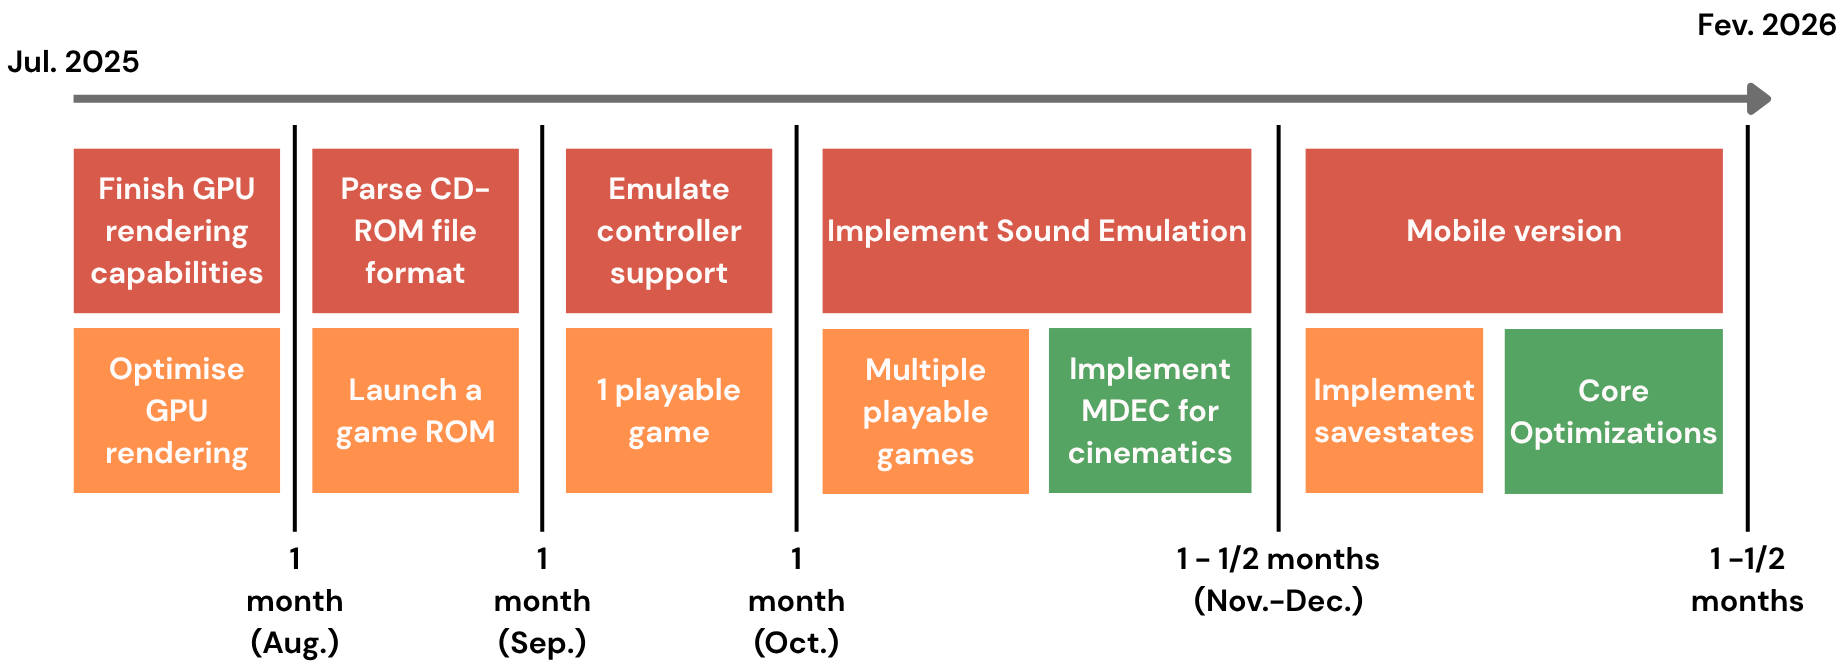 Jul. 2025
Fev. 2026
Finish GPU
rendering
capabilities
Parse CD-
ROM file
format
Emulate
controller
support
Implement Sound Emulation
Mobile version
Optimise
GPU
rendering
Launch a
game ROM
1 playable
game
Multiple
playable
games
Implement
MDEC for
cinematics
Implement
savestates
Core
Optimizations
1
month
(Aug.)
1
month
(Sep.)
1
month
(Oct.)
1 - 1/2 months
(Nov.-Dec.)
1 -1/2
months